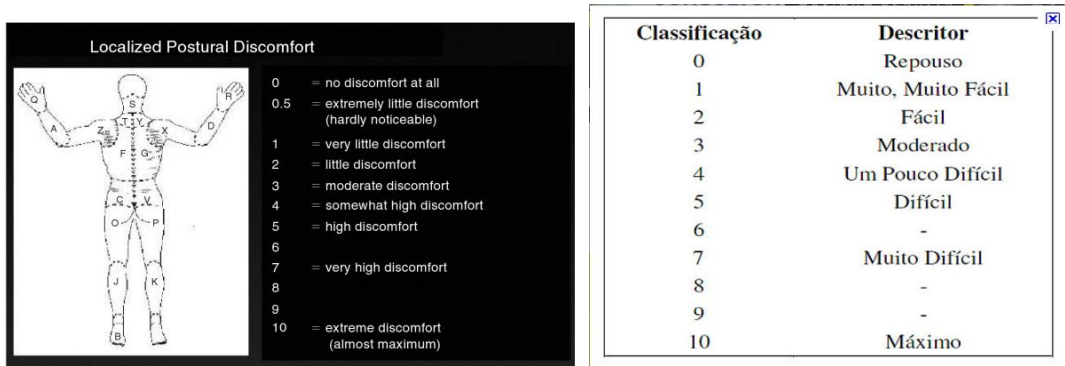 Localized Postural Discomfort
Q
R
S
A
T
Y
D
Z
X
F
G
C
V
O
P
J
K
B
0 = no discomfort at all
0.5 = extremely little discomfort
(hardly noticeable)
1 = very little discomfort
2 = little discomfort
3 = moderate discomfort
4 = somewhat high discomfort
5 = high discomfort
6
7 = very high discomfort
8
9
10 = extreme discomfort
(almost maximum)
Classificação Descritor
0 Repouso
1 Muito, Muito Fácil
2 Fácil
3 Moderado
4 Um Pouco Difícil
5 Difícil
6 -
7 Muito Difícil
8 -
9 -
10 Máximo